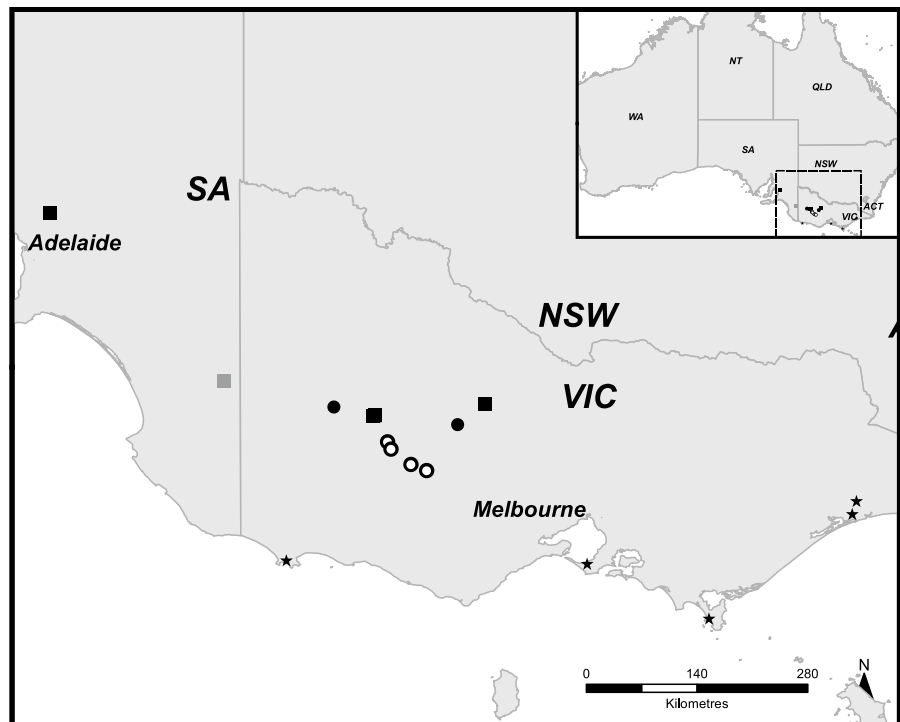 NT
QLD
WA
SA
NSW
ACT
VIC
SA
Adelaide
NSW
A
VIC
Melbourne
N
0 140 280
Kilometres